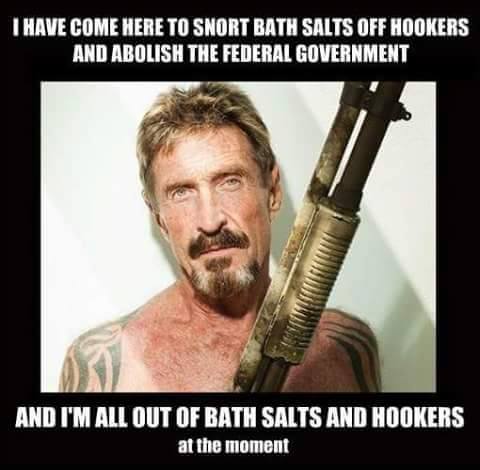 I HAVE COME HERE TO SNORT BATH SALTS OFF HOOKERS
AND ABOLISH THE FEDERAL GOVERNMENT
AND I'M ALL OUT OF BATH SALTS AND HOOKERS
at the moment